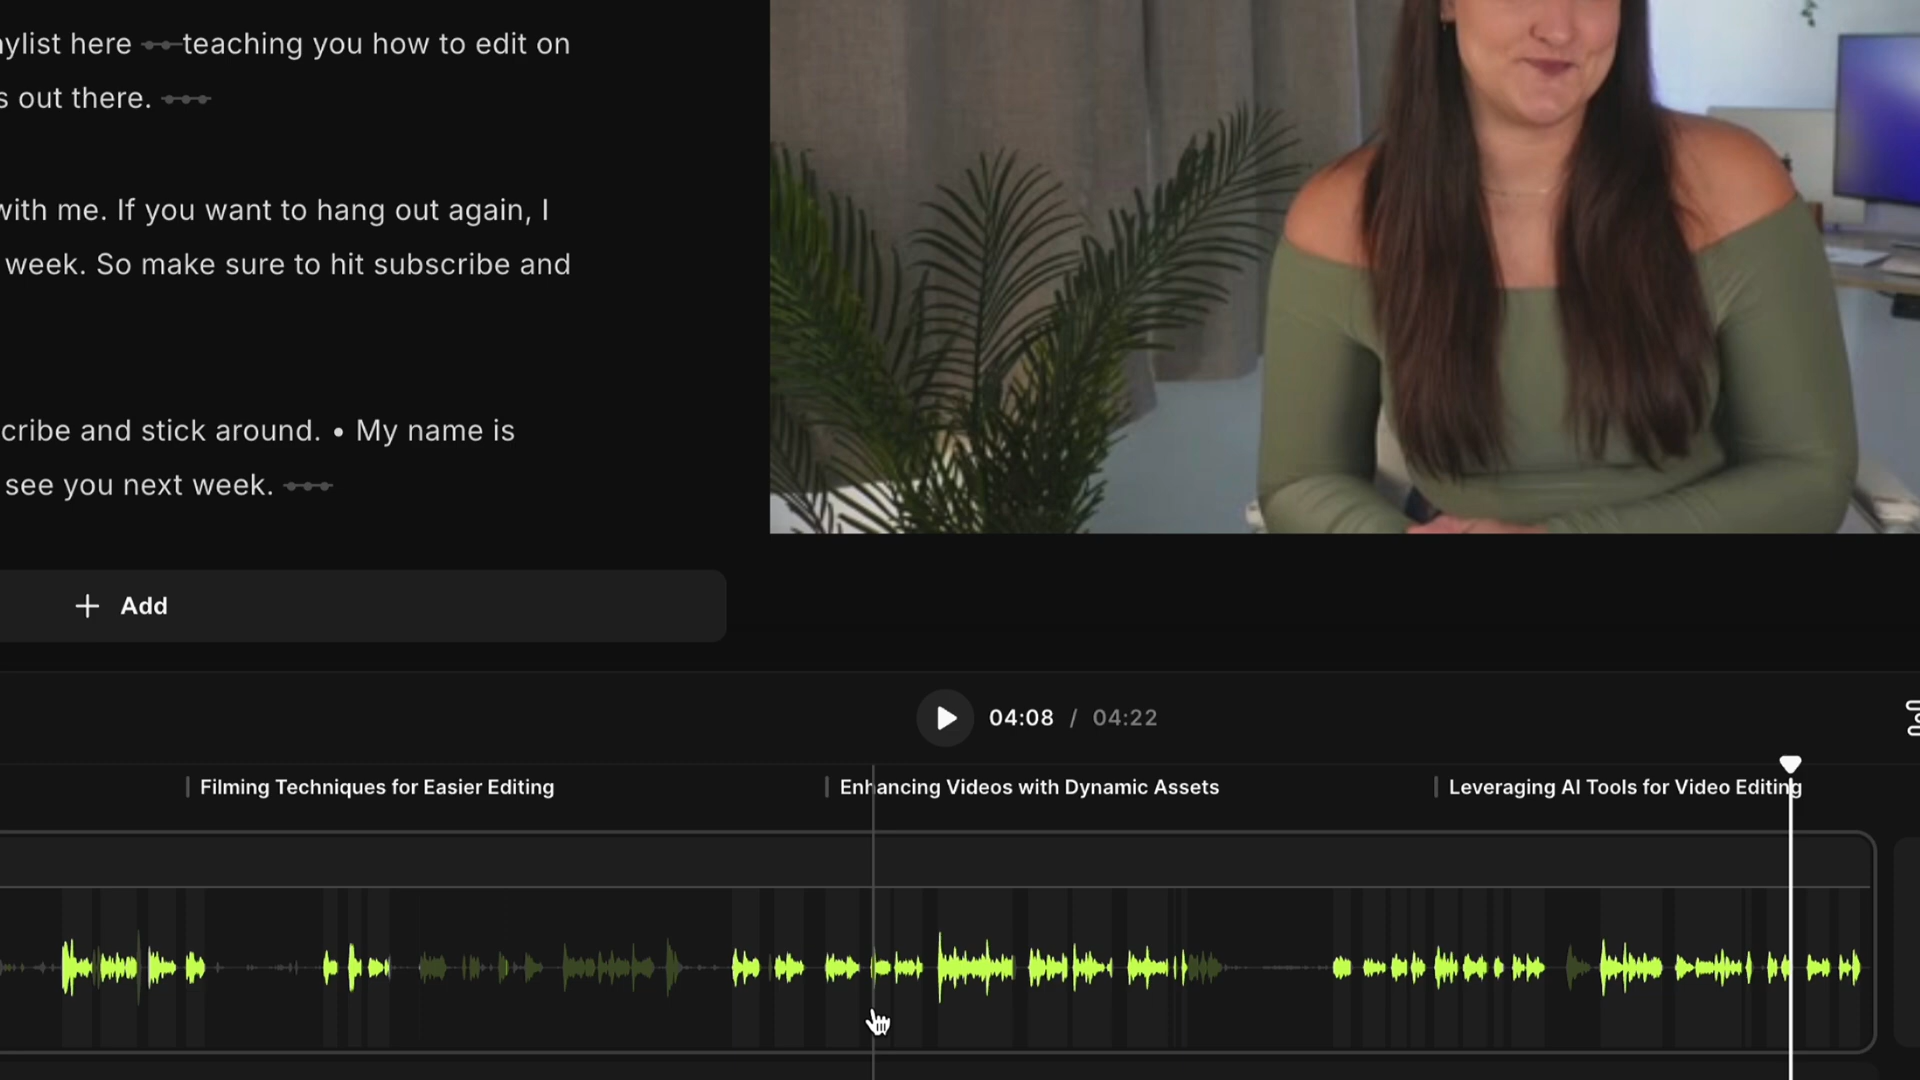 ylist here teaching you how to edit on
s out there.
with me. If you want to hang out again, I
week. So make sure to hit subscribe and
cribe and stick around. • My name is
see you next week.
+ Add
04:08 / 04:22
Filming Techniques for Easier Editing
Enhancing Videos with Dynamic Assets
Leveraging AI Tools for Video Editing